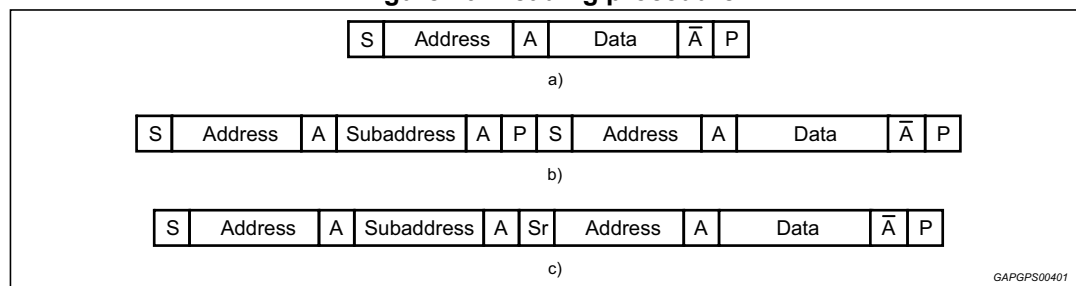 S Address A Data A̅ P
a)
S Address A Subaddress A P S Address A Data A̅ P
b)
S Address A Subaddress A Sr Address A Data A̅ P
c)
GAPGPS00401